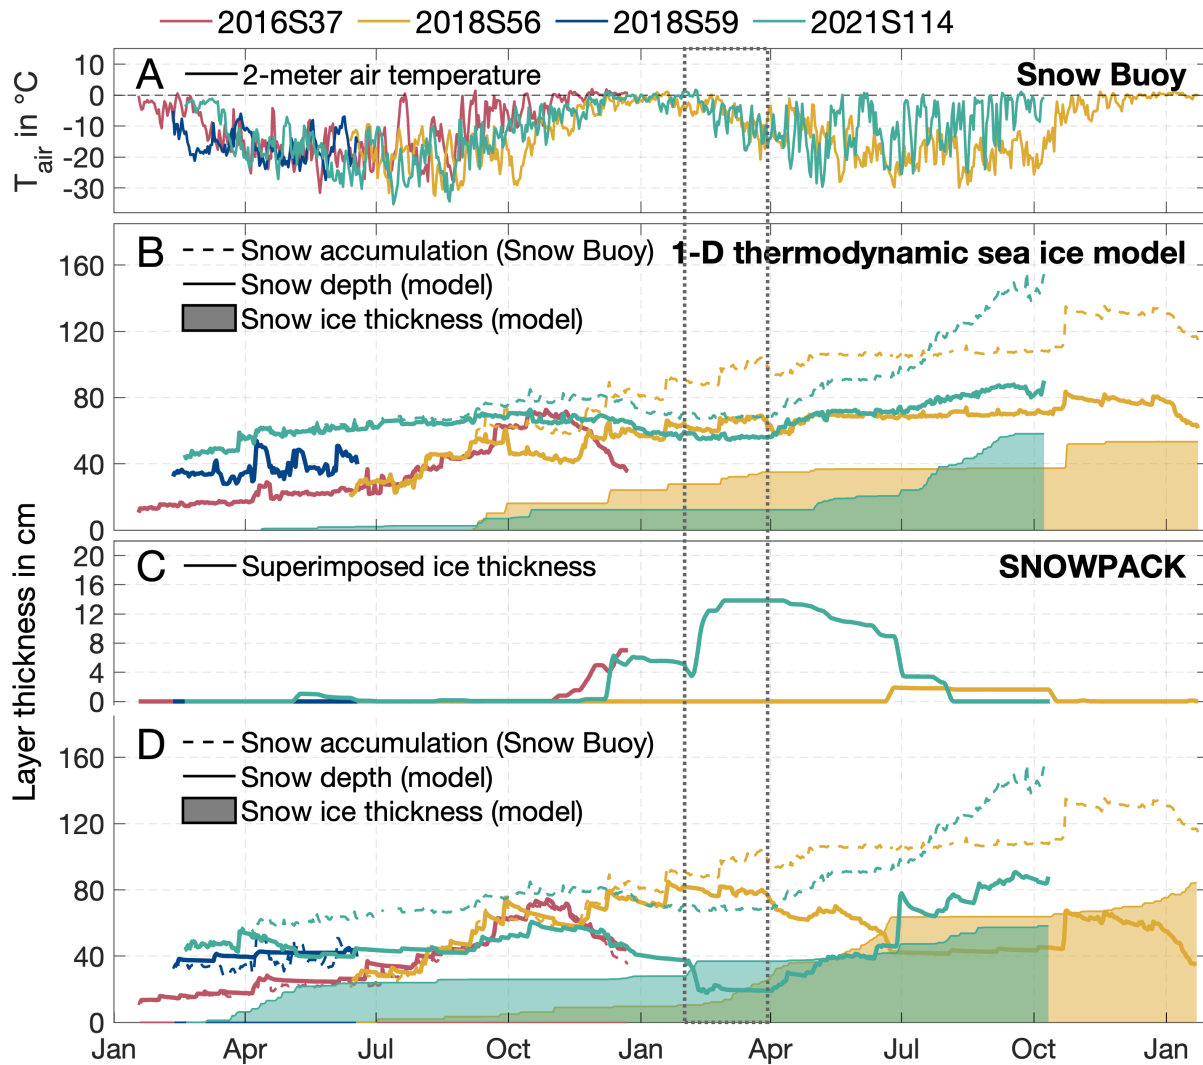 2016S37 2018S56 2018S59 2021S114
A 2-meter air temperature Snow Buoy
10
0
-10
-20
-30
Tair in °C
B Snow accumulation (Snow Buoy) 1-D thermodynamic sea ice model
Snow depth (model)
Snow ice thickness (model)
160
120
80
40
0
C Superimposed ice thickness SNOWPACK
20
16
12
8
4
0
Layer thickness in cm
D Snow accumulation (Snow Buoy)
Snow depth (model)
Snow ice thickness (model)
160
120
80
40
0
Jan Apr Jul Oct Jan Apr Jul Oct Jan